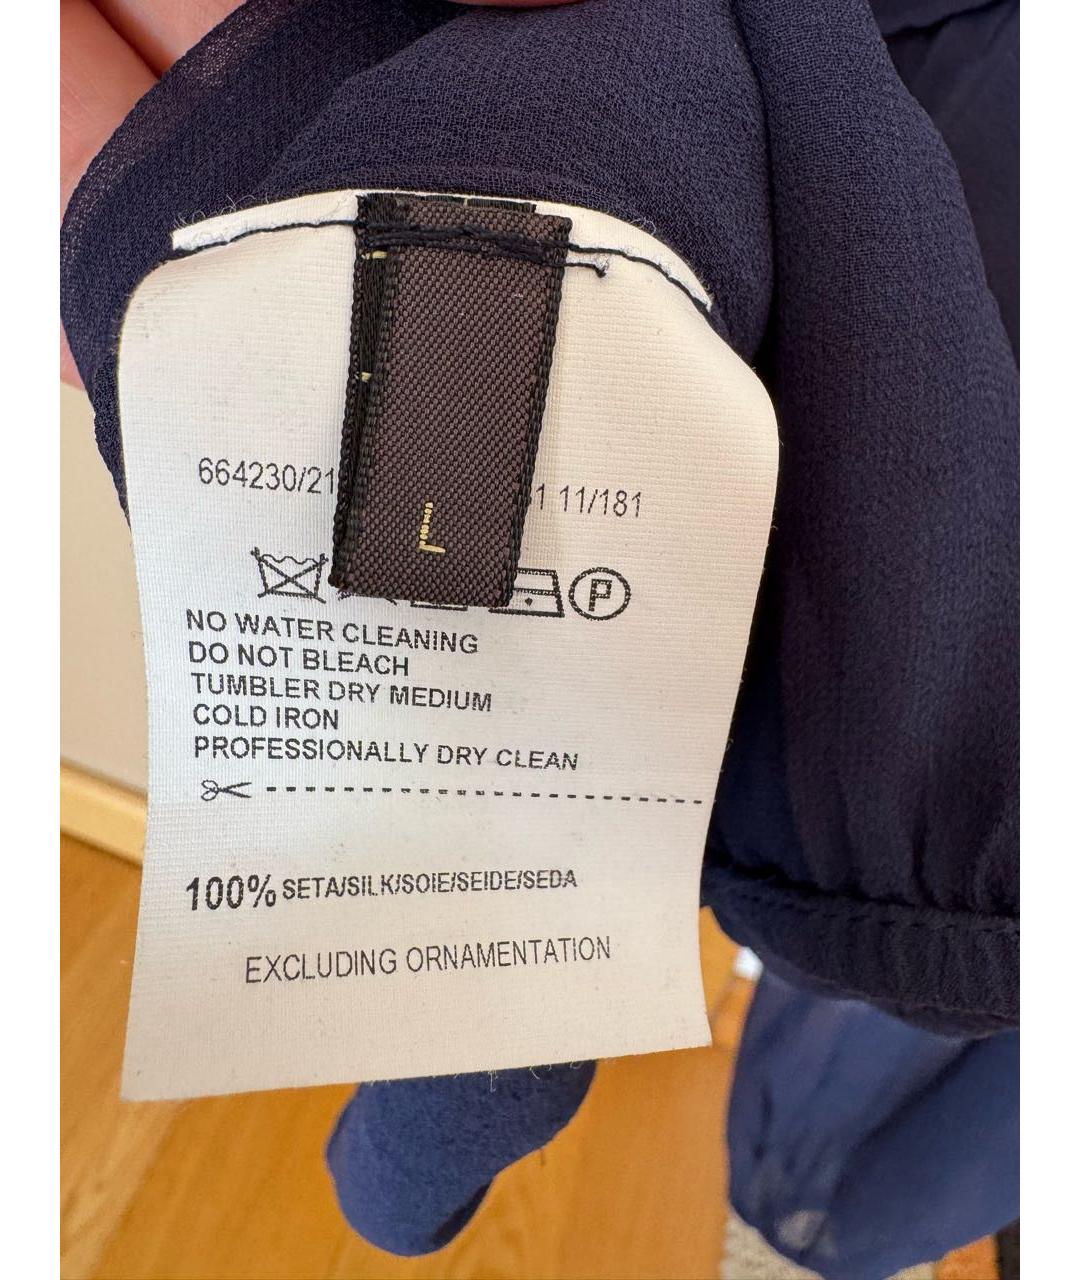 664230/21 1 11/181
L
P
NO WATER CLEANING
DO NOT BLEACH
TUMBLER DRY MEDIUM
COLD IRON
PROFESSIONALLY DRY CLEAN
100% SETA/SILK/SOIE/SEIDE/SEDA
EXCLUDING ORNAMENTATION